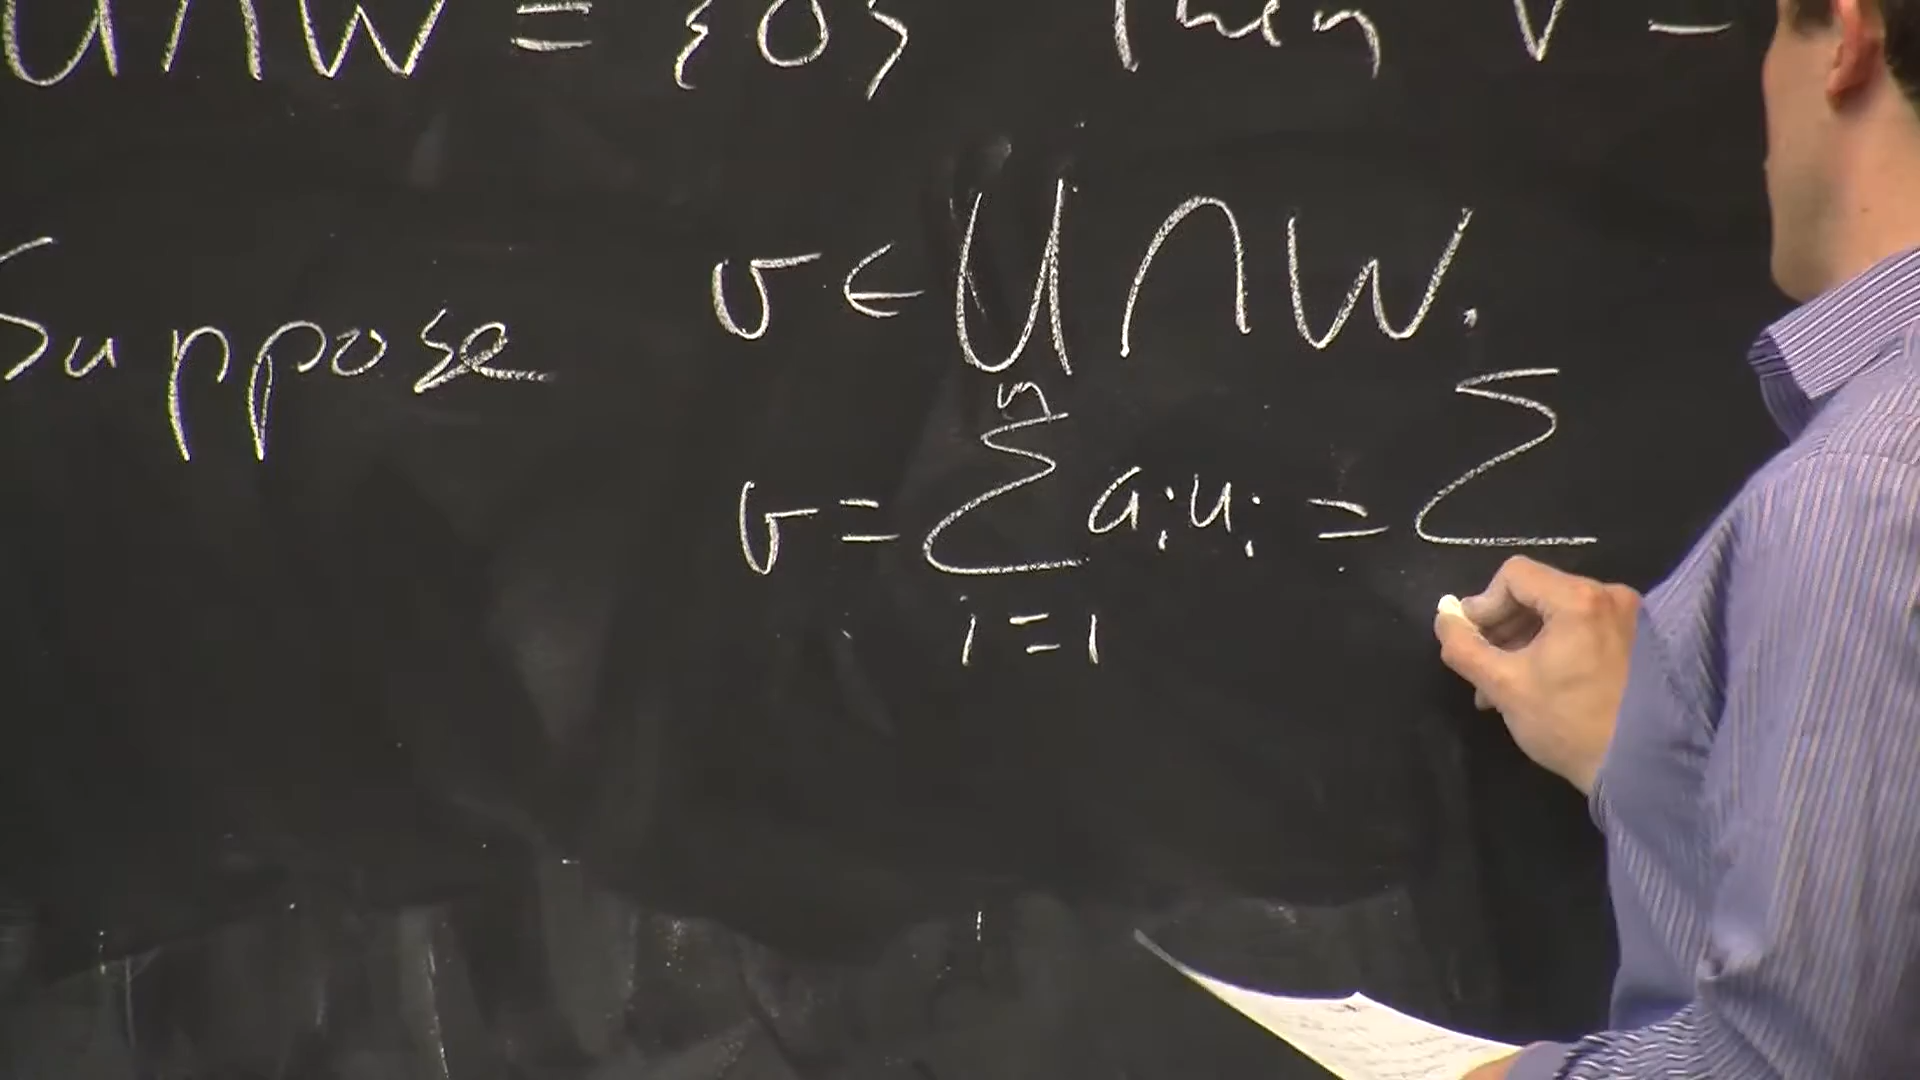 U ∩ W = {0} Then V =
Suppose v ∈ U ∩ W.
v = ∑_{i=1}^{n} a_i u_i = ∑